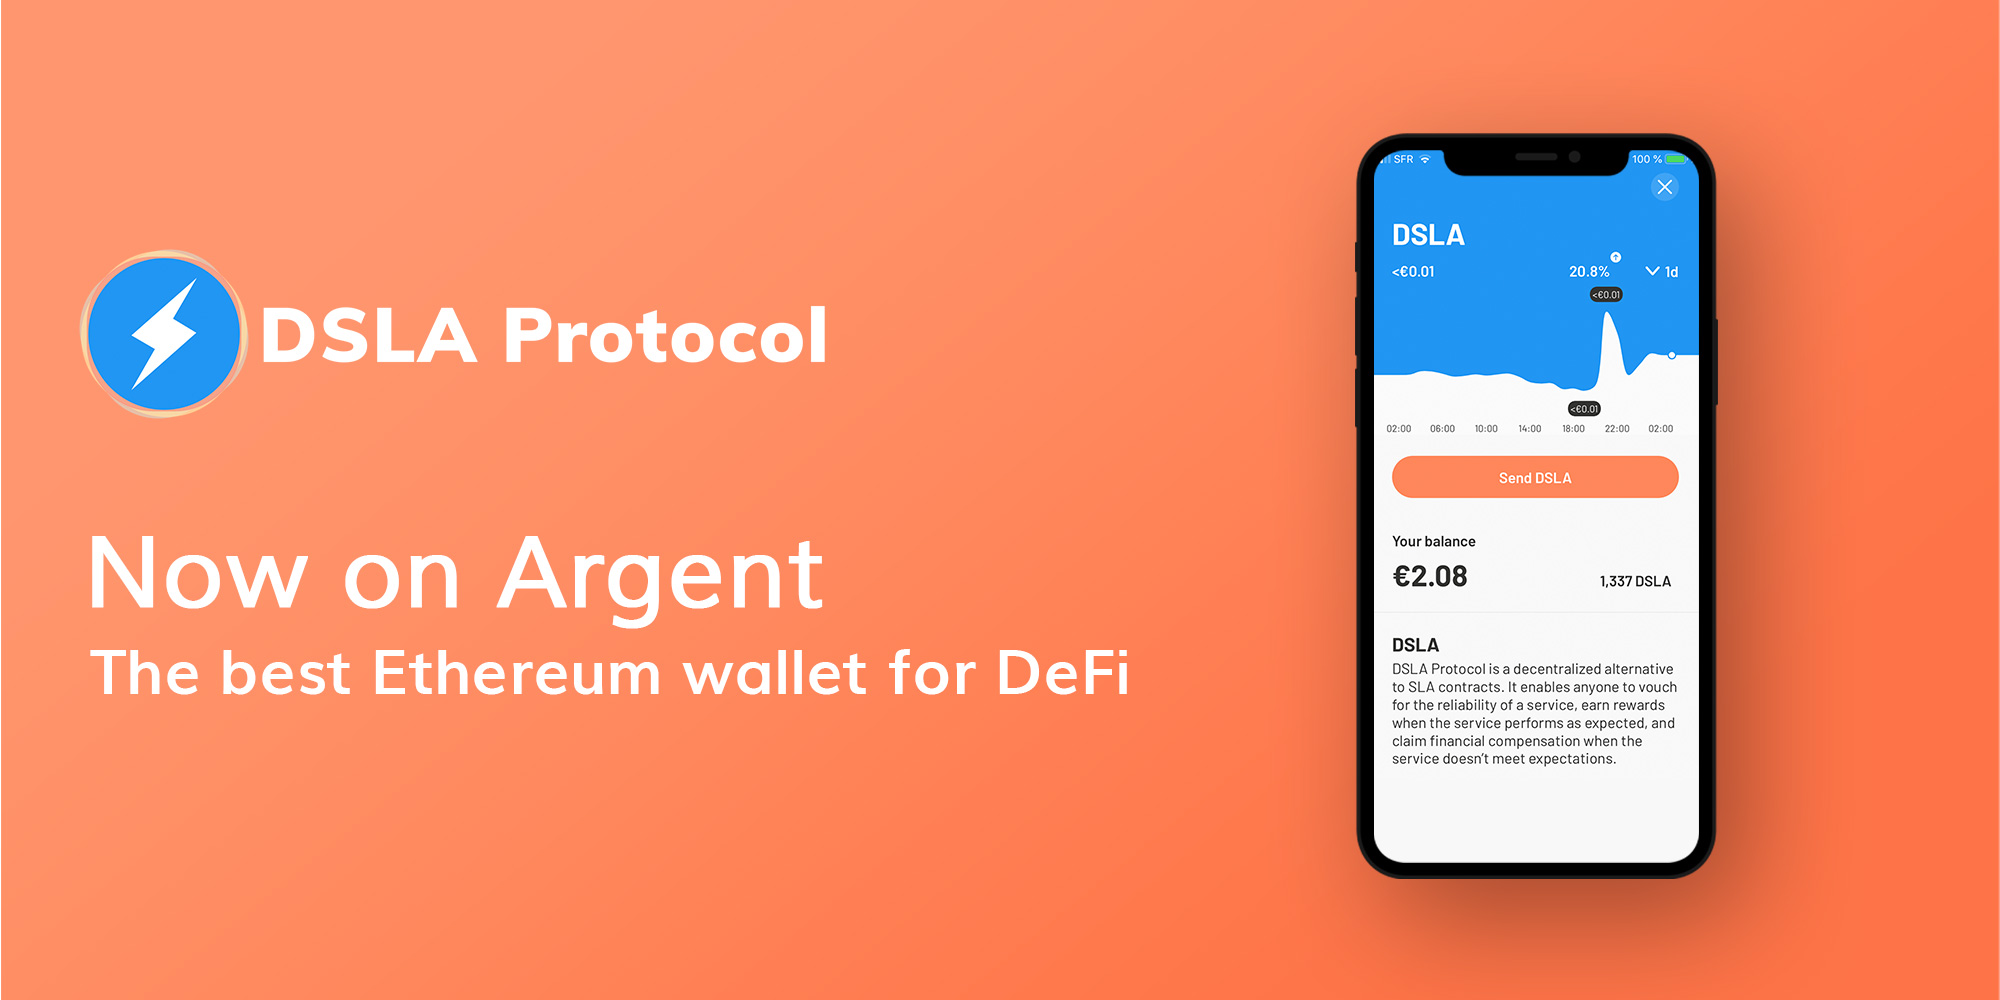 DSLA Protocol
Now on Argent
The best Ethereum wallet for DeFi
SFR 100 %
DSLA
<€0.01 20.8% 1d
<€0.01
<€0.01
02:00 06:00 10:00 14:00 18:00 22:00 02:00
Send DSLA
Your balance
€2.08 1,337 DSLA
DSLA
DSLA Protocol is a decentralized alternative
to SLA contracts. It enables anyone to vouch
for the reliability of a service, earn rewards
when the service performs as expected, and
claim financial compensation when the
service doesn't meet expectations.